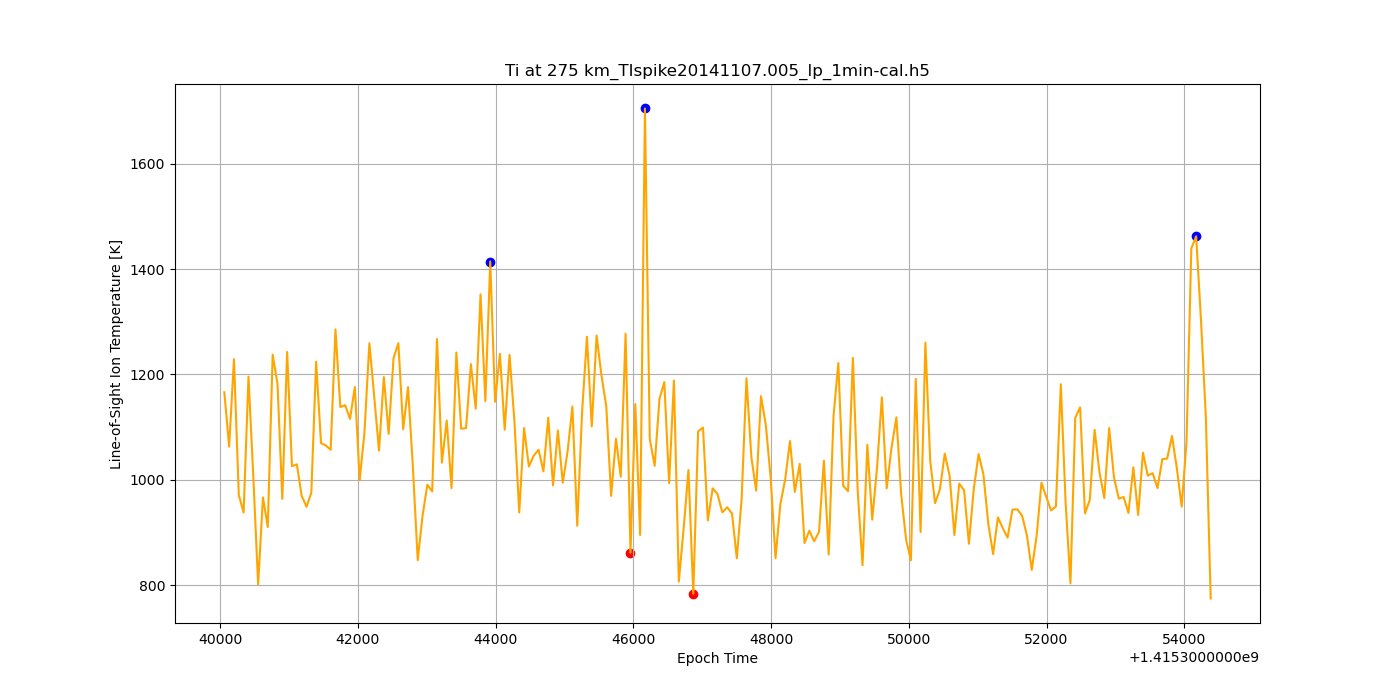 Ti at 275 km_TIspike20141107.005_lp_1min-cal.h5
Line-of-Sight Ion Temperature [K]
1600
1400
1200
1000
800
40000 42000 44000 46000 48000 50000 52000 54000
Epoch Time
+1.4153000000e9